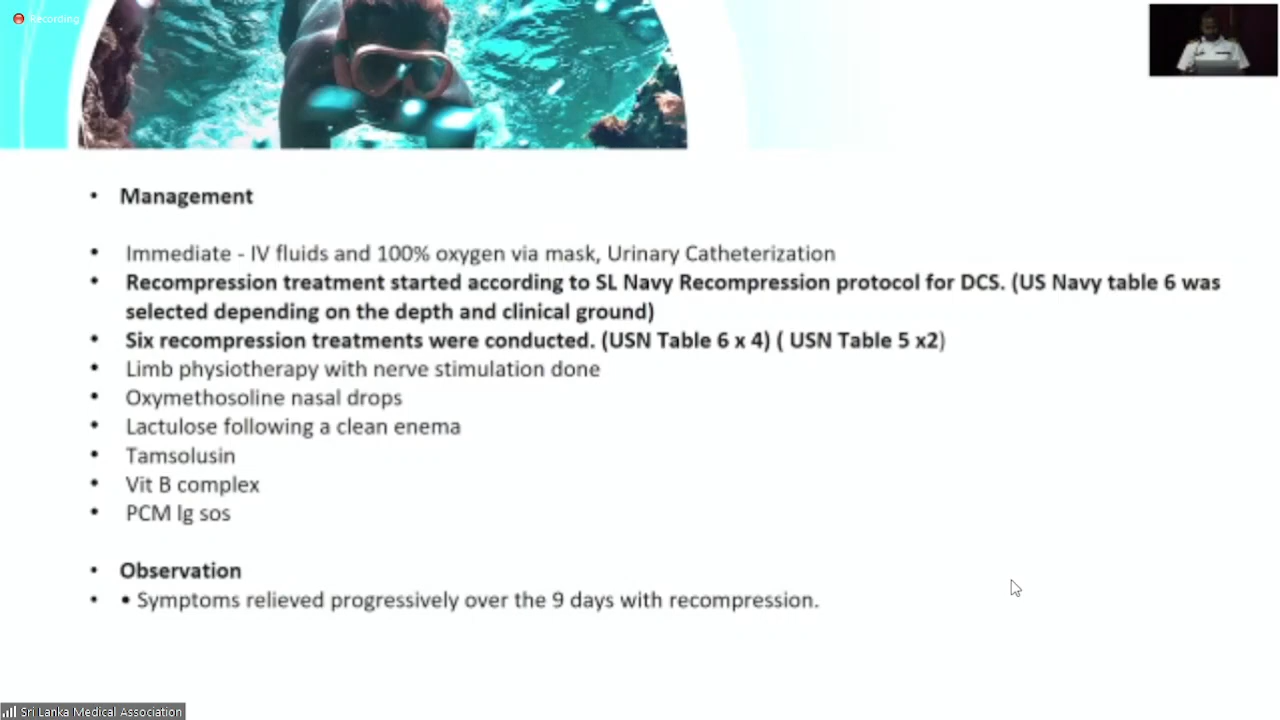 Recording
• Management
• Immediate - IV fluids and 100% oxygen via mask, Urinary Catheterization
• Recompression treatment started according to SL Navy Recompression protocol for DCS. (US Navy table 6 was
selected depending on the depth and clinical ground)
• Six recompression treatments were conducted. (USN Table 6 x 4) ( USN Table 5 x2)
• Limb physiotherapy with nerve stimulation done
• Oxymethosoline nasal drops
• Lactulose following a clean enema
• Tamsolusin
• Vit B complex
• PCM lg sos
• Observation
• • Symptoms relieved progressively over the 9 days with recompression.
Sri Lanka Medical Association